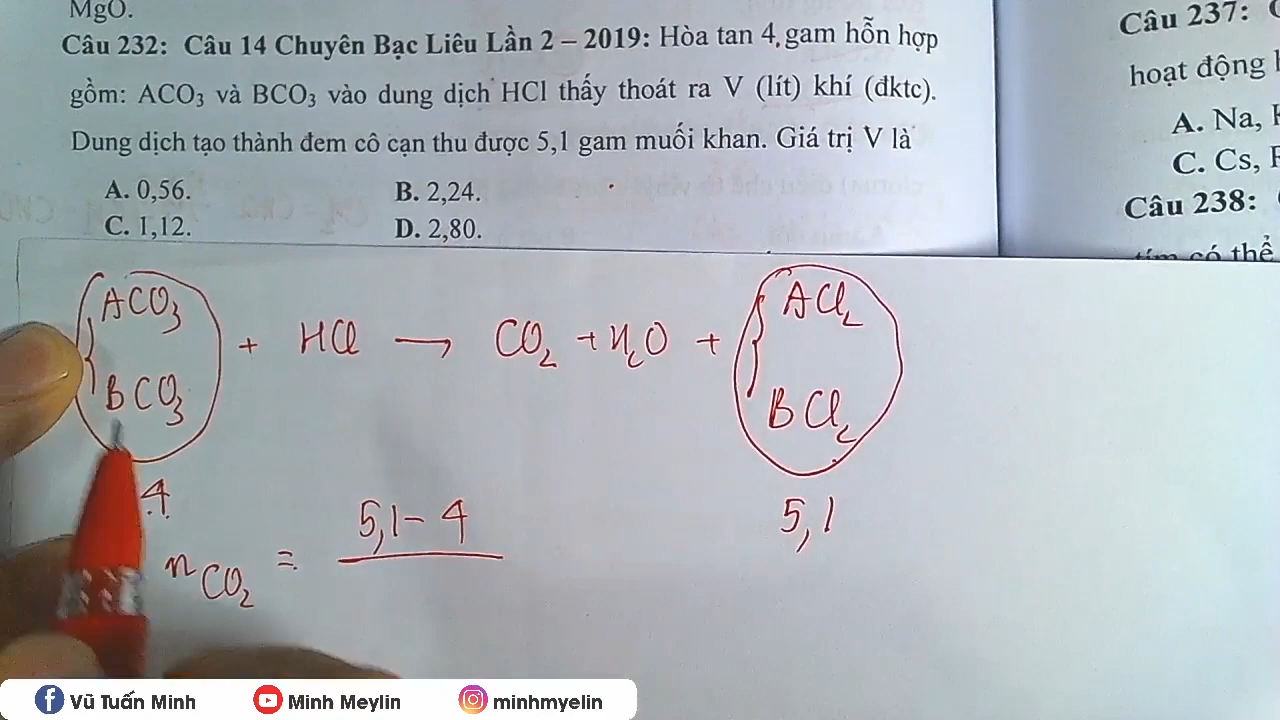 MgO.
Câu 232: Câu 14 Chuyên Bạc Liêu Lần 2 – 2019: Hòa tan 4 gam hỗn hợp
gồm: ACO3 và BCO3 vào dung dịch HCl thấy thoát ra V (lít) khí (đktc).
Dung dịch tạo thành đem cô cạn thu được 5,1 gam muối khan. Giá trị V là
A. 0,56.
B. 2,24.
C. 1,12.
D. 2,80.
Câu 237:
hoạt động
A. Na,
C. Cs,
Câu 238:
tím có thể
ACO3
BCO3
+ HCl → CO2 + H2O +
ACl2
BCl2
4
5,1
nCO2 = 5,1 - 4
Vũ Tuấn Minh
Minh Meylin
minhmyelin